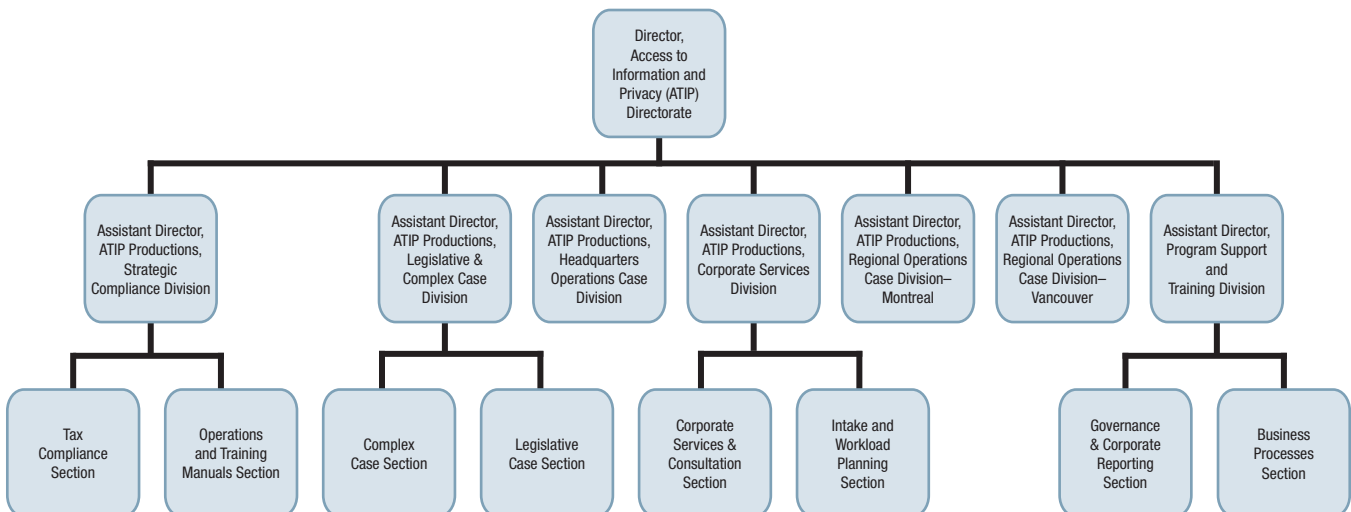 Director,
Access to
Information and
Privacy (ATIP)
Directorate
Assistant Director,
ATIP Productions,
Strategic
Compliance Division
Assistant Director,
ATIP Productions,
Legislative &
Complex Case
Division
Assistant Director,
ATIP Productions,
Headquarters
Operations Case
Division
Assistant Director,
ATIP Productions,
Corporate Services
Division
Assistant Director,
ATIP Productions,
Regional Operations
Case Division–
Montreal
Assistant Director,
ATIP Productions,
Regional Operations
Case Division–
Vancouver
Assistant Director,
Program Support
and
Training Division
Tax
Compliance
Section
Operations
and Training
Manuals Section
Complex
Case Section
Legislative
Case Section
Corporate
Services &
Consultation
Section
Intake and
Workload
Planning
Section
Governance
& Corporate
Reporting
Section
Business
Processes
Section